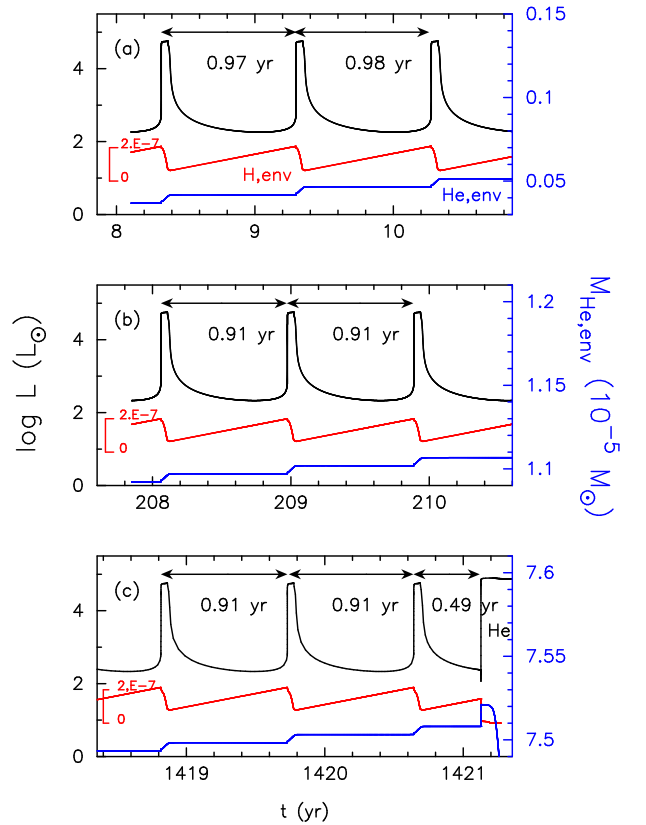 0.15
(a)
4
0.97 yr
0.98 yr
0.1
2
2.E-7
0
H,env
0.05
He,env
0
8
9
10
1.2
(b)
4
0.91 yr
0.91 yr
1.15
2
2.E-7
0
1.1
0
208
209
210
log L (L⊙)
M_He,env (10⁻⁵ M⊙)
7.6
(c)
4
0.91 yr
0.91 yr
0.49 yr
He
7.55
2
2.E-7
0
7.5
0
1419
1420
1421
t (yr)